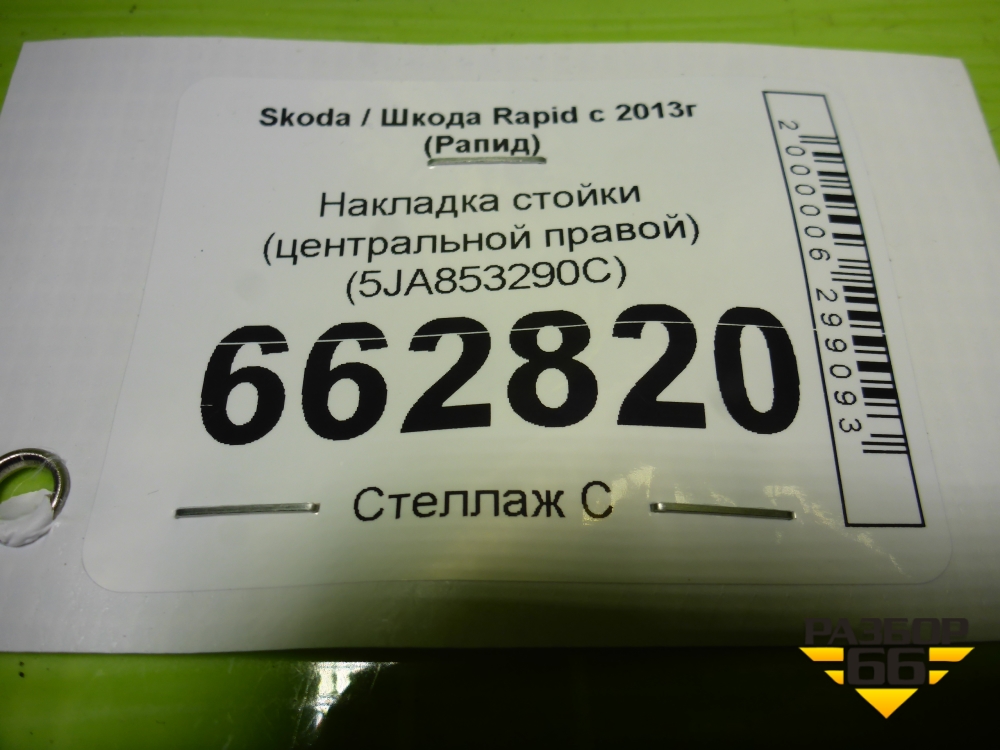 Skoda / Шкода Rapid с 2013г
(Рапид)
Накладка стойки
(центральной правой)
(5JA853290C)
662820
Стеллаж С
2000006299093
РАЗБОР
66